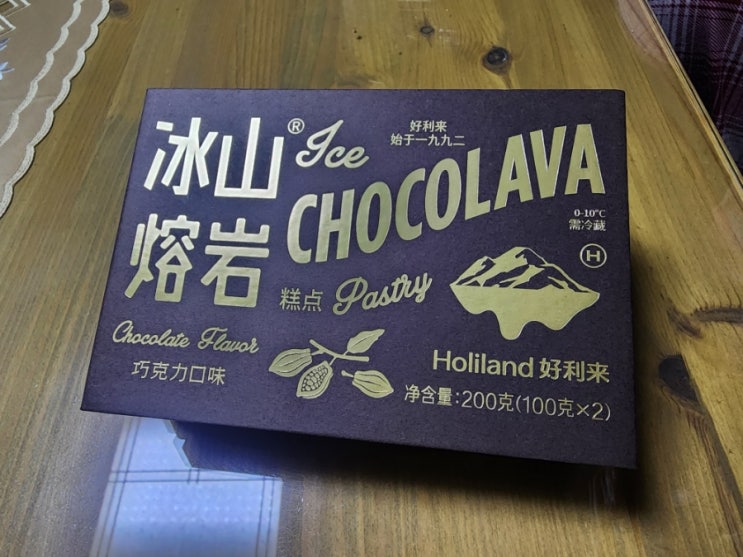 冰山® Ice
熔岩
好利来
始于一九九二
CHOCOLAVA
0-10°C
需冷藏
H
糕点 Pastry
Chocolate Flavor
巧克力口味
Holiland 好利来
净含量:200克(100克×2)